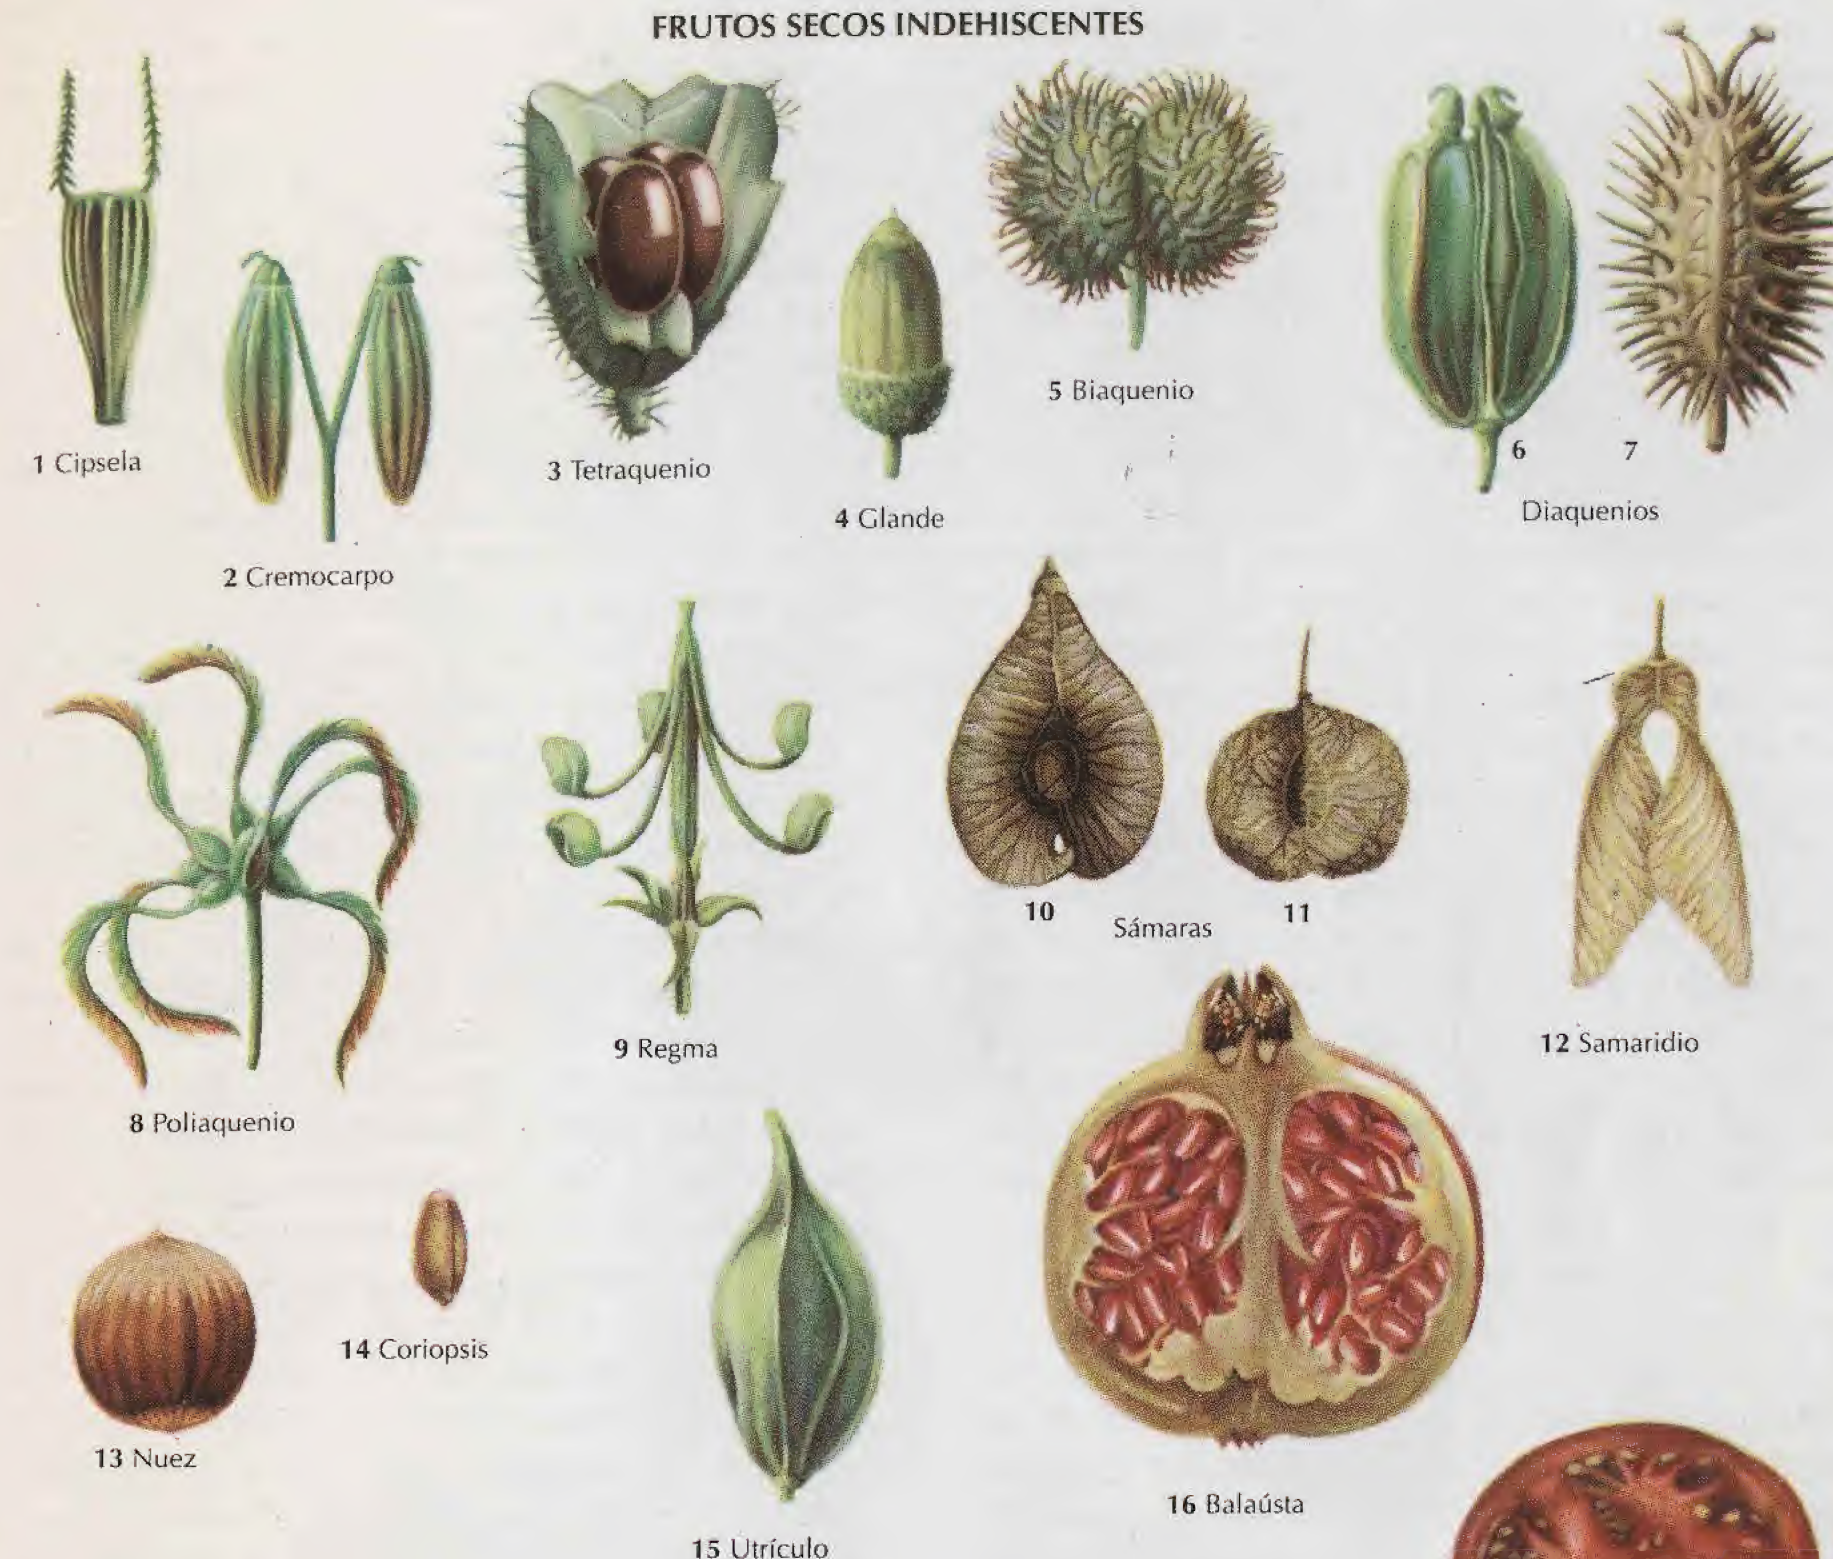 FRUTOS SECOS INDEHISCENTES
1 Cipsela
2 Cremocarpo
3 Tetraquenio
4 Glande
5 Biaquenio
6
7
Diaquenios
8 Poliaquenio
9 Regma
10
11
Sámaras
12 Samaridio
13 Nuez
14 Coriopsis
15 Utrículo
16 Balaústa